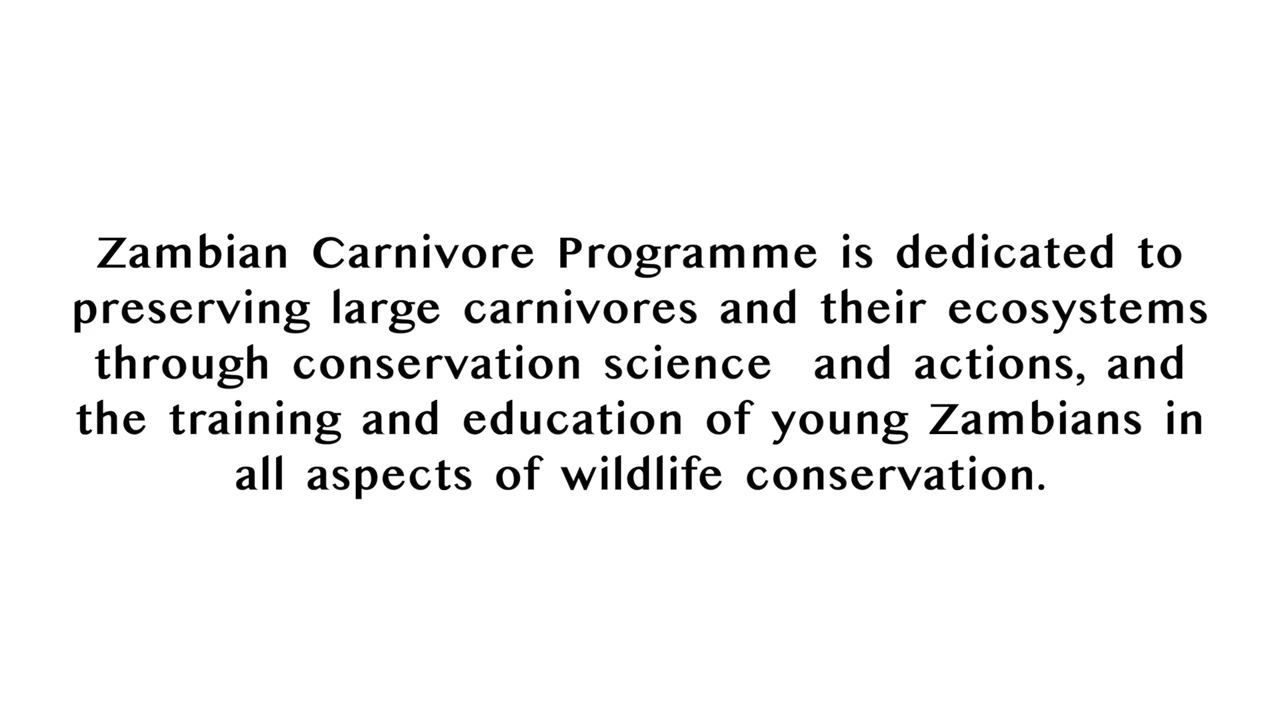 Zambian Carnivore Programme is dedicated to
preserving large carnivores and their ecosystems
through conservation science  and actions, and
the training and education of young Zambians in
all aspects of wildlife conservation.